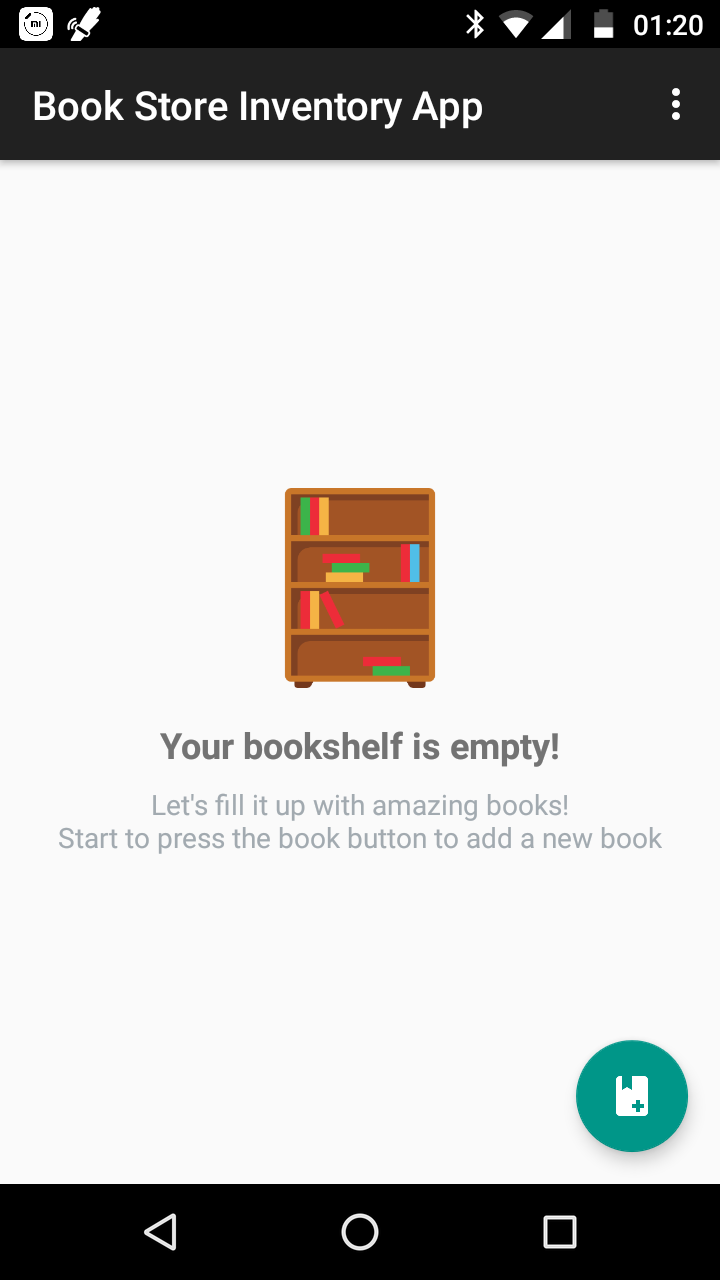 01:20
Book Store Inventory App
Your bookshelf is empty!
Let's fill it up with amazing books!
Start to press the book button to add a new book